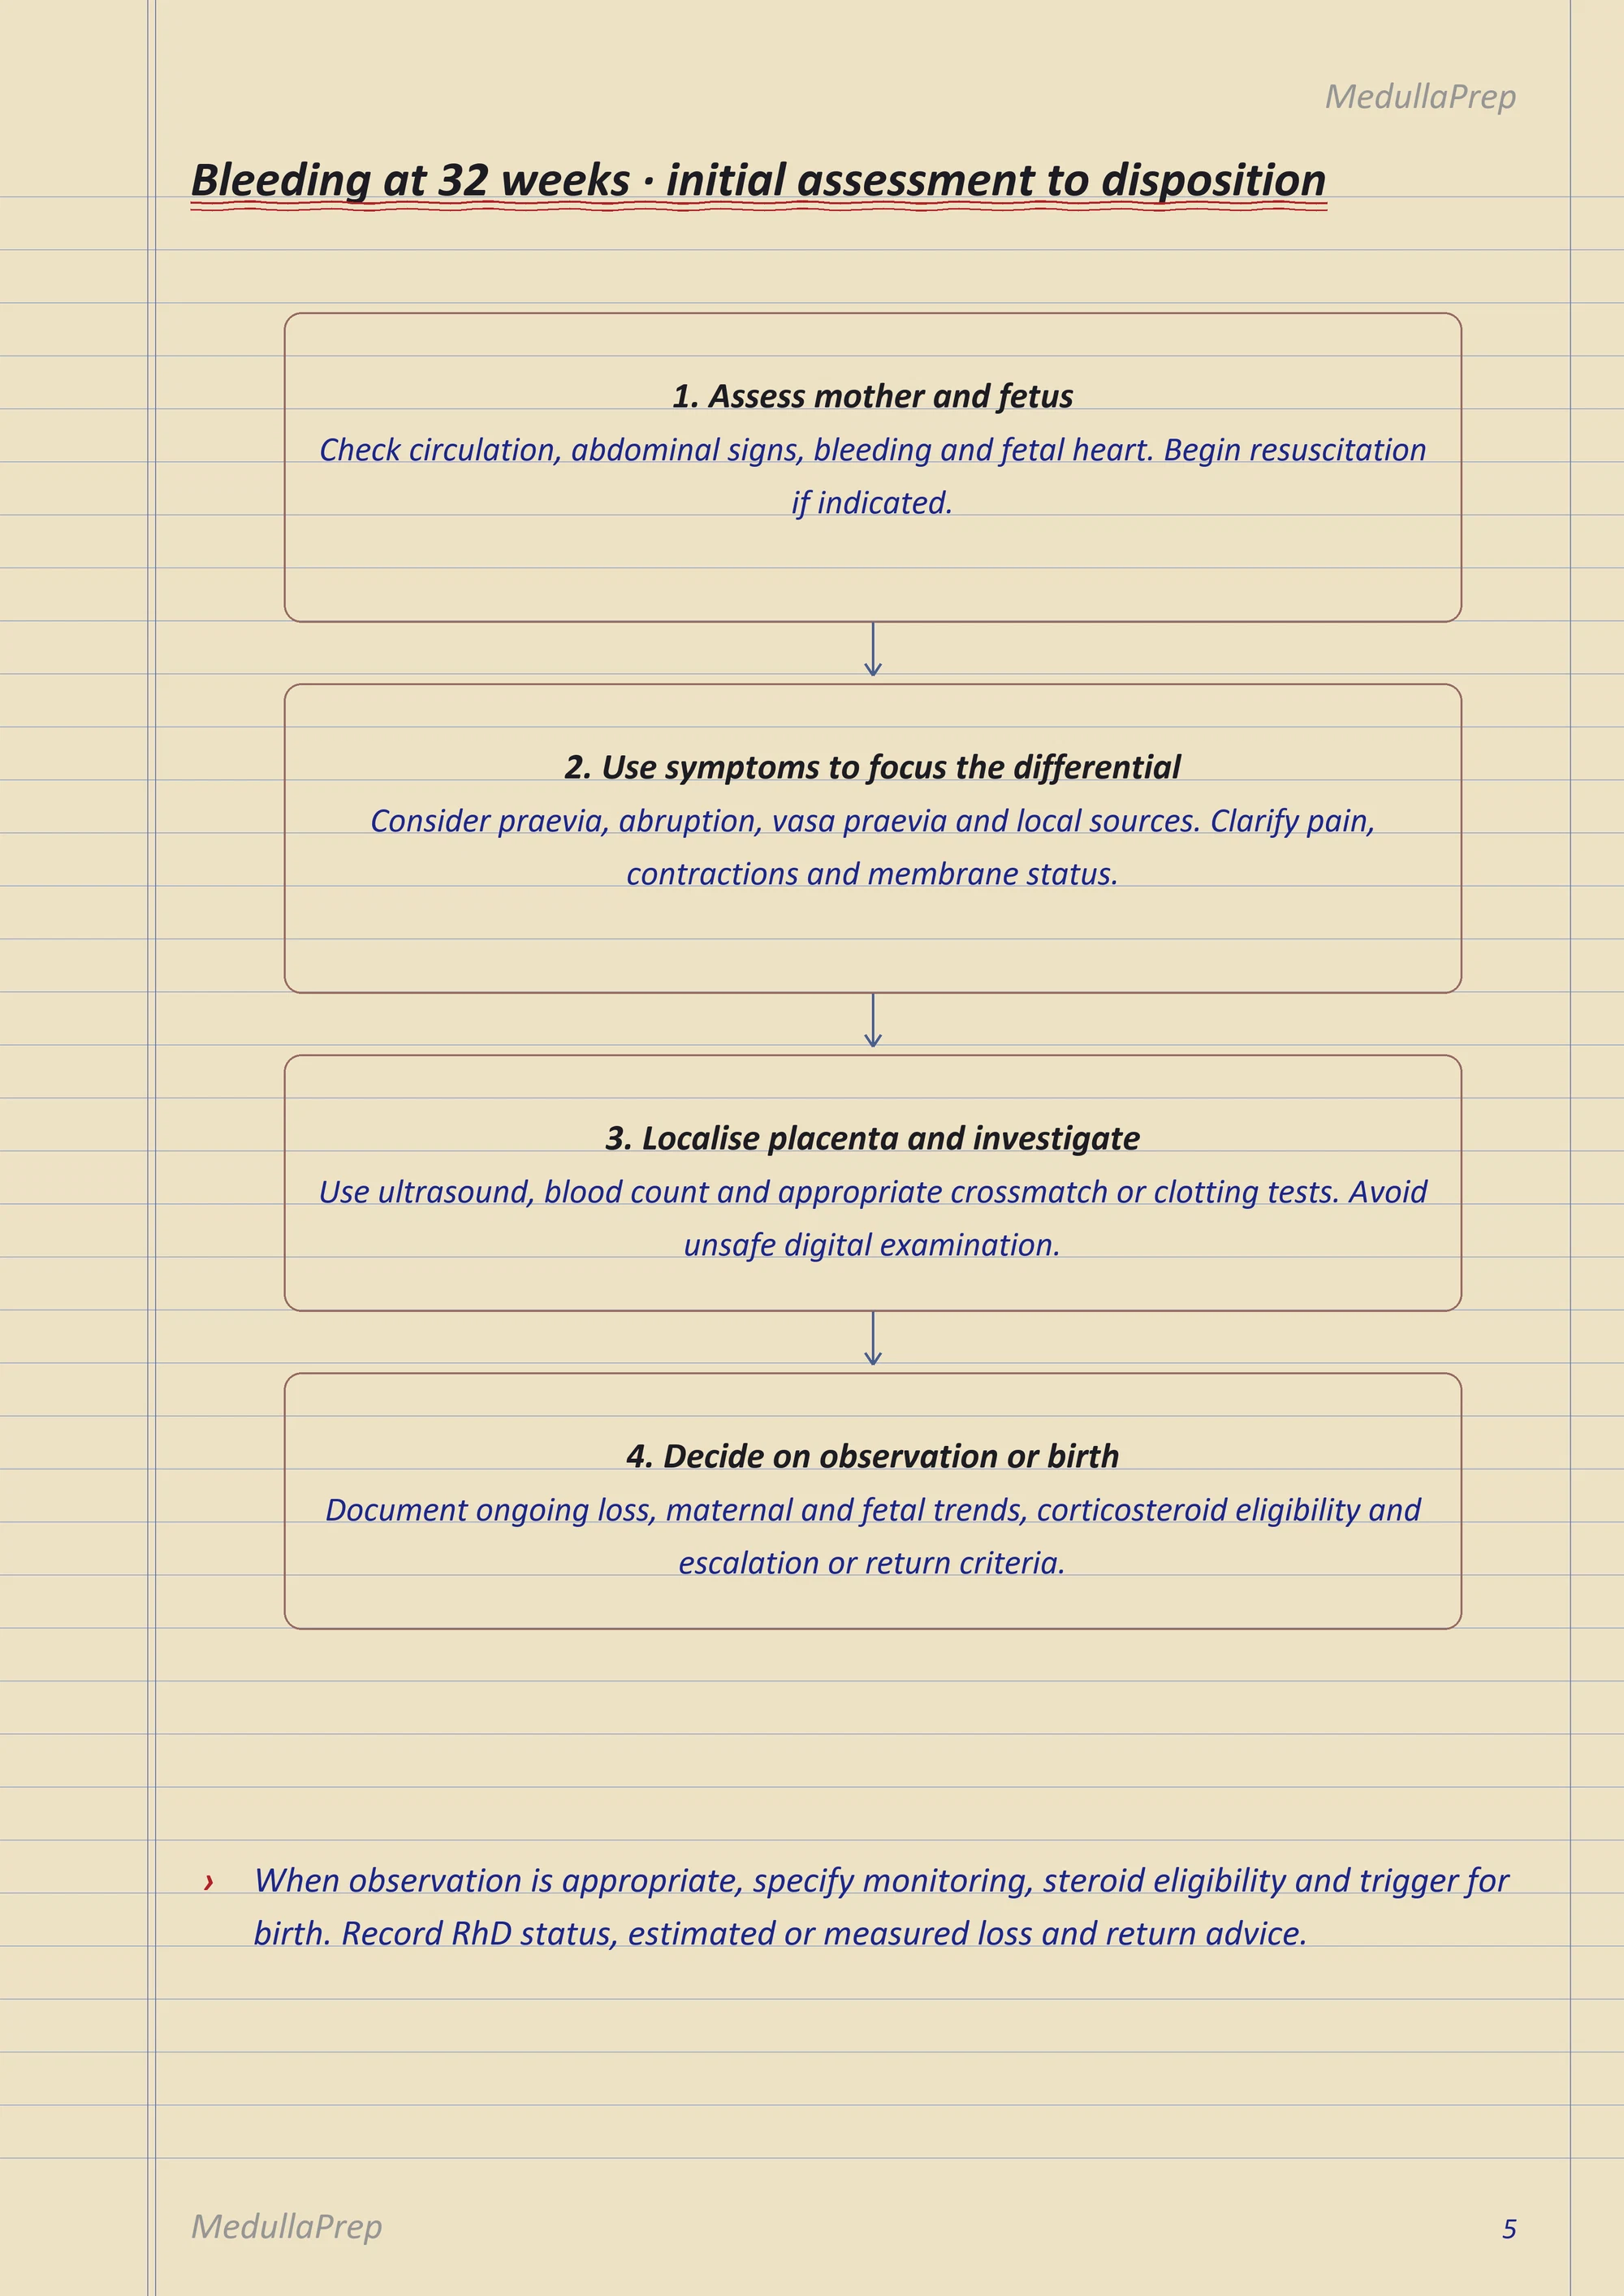 MedullaPrep
Bleeding at 32 weeks · initial assessment to disposition
1. Assess mother and fetus
Check circulation, abdominal signs, bleeding and fetal heart. Begin resuscitation
if indicated.
2. Use symptoms to focus the differential
Consider praevia, abruption, vasa praevia and local sources. Clarify pain,
contractions and membrane status.
3. Localise placenta and investigate
Use ultrasound, blood count and appropriate crossmatch or clotting tests. Avoid
unsafe digital examination.
4. Decide on observation or birth
Document ongoing loss, maternal and fetal trends, corticosteroid eligibility and
escalation or return criteria.
› When observation is appropriate, specify monitoring, steroid eligibility and trigger for
birth. Record RhD status, estimated or measured loss and return advice.
MedullaPrep
5